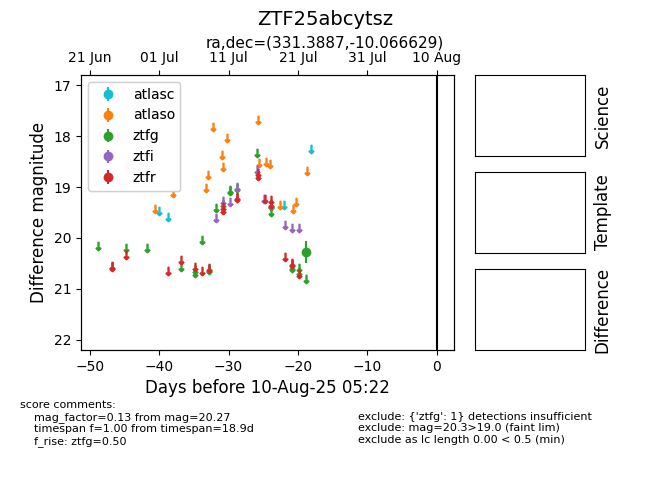 ZTF25abcytsz
ra,dec=(331.3887,-10.066629)
21 Jun 01 Jul 11 Jul 21 Jul 31 Jul 10 Aug
17
18
19
20
21
22
Difference magnitude
atlasc
atlaso
ztfg
ztfi
ztfr
−50 −40 −30 −20 −10 0
Days before 10-Aug-25 05:22
Science
Template
Difference
score comments:
mag_factor=0.13 from mag=20.27
timespan f=1.00 from timespan=18.9d
f_rise: ztfg=0.50
exclude: {'ztfg': 1} detections insufficient
exclude: mag=20.3>19.0 (faint lim)
exclude as lc length 0.00 < 0.5 (min)